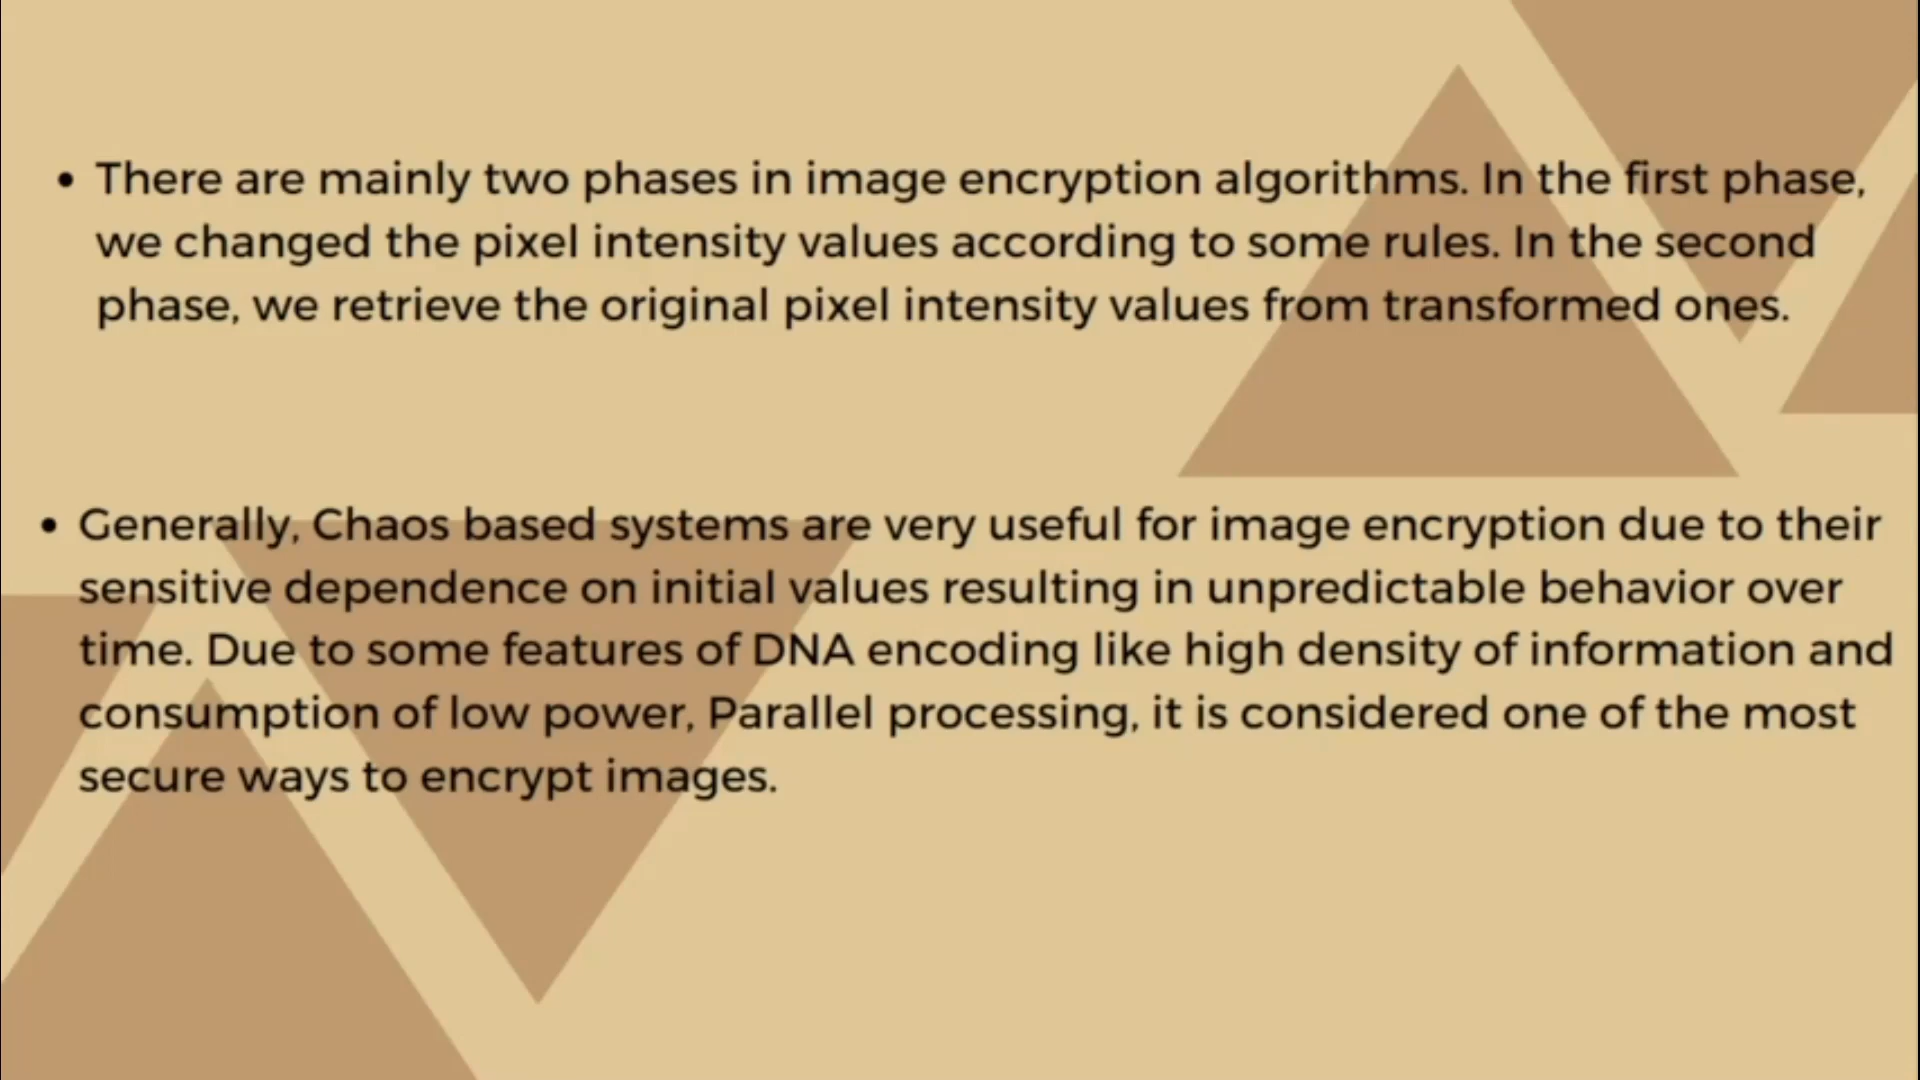 • There are mainly two phases in image encryption algorithms. In the first phase,
we changed the pixel intensity values according to some rules. In the second
phase, we retrieve the original pixel intensity values from transformed ones.
• Generally, Chaos based systems are very useful for image encryption due to their
sensitive dependence on initial values resulting in unpredictable behavior over
time. Due to some features of DNA encoding like high density of information and
consumption of low power, Parallel processing, it is considered one of the most
secure ways to encrypt images.